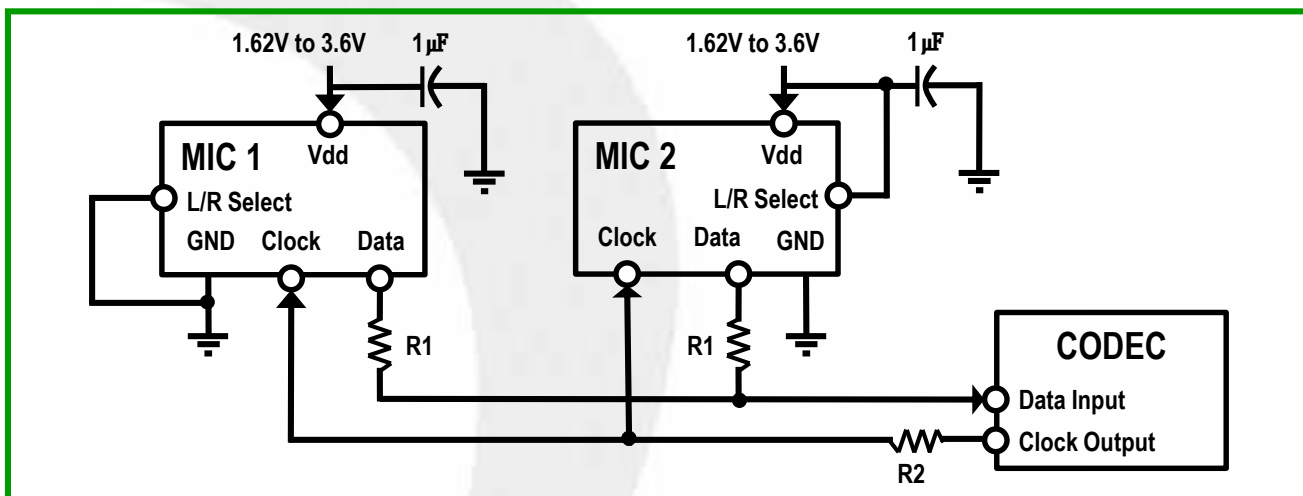 1.62V to 3.6V
1μF
MIC 1
Vdd
L/R Select
GND
Clock
Data
R1
1.62V to 3.6V
1μF
MIC 2
Vdd
L/R Select
Clock
Data
GND
R1
CODEC
Data Input
Clock Output
R2